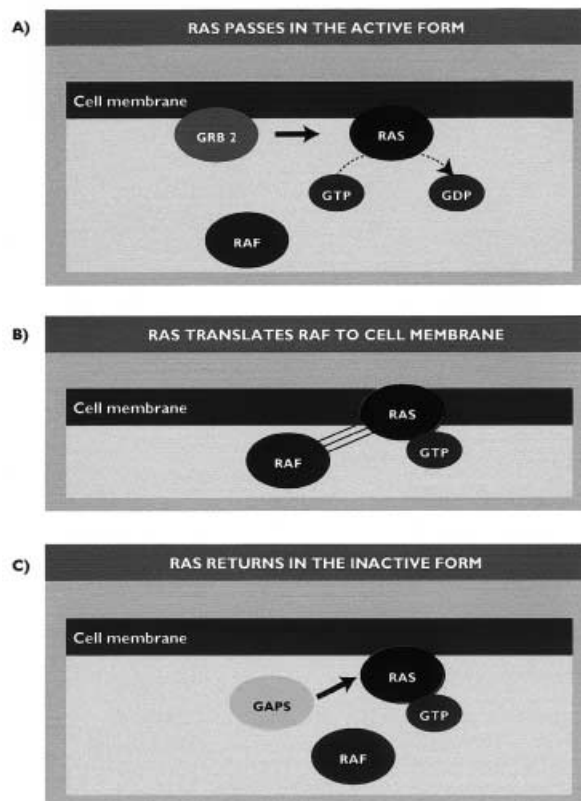 A)
RAS PASSES IN THE ACTIVE FORM
Cell membrane
GRB 2
RAS
GTP
GDP
RAF
B)
RAS TRANSLATES RAF TO CELL MEMBRANE
Cell membrane
RAS
GTP
RAF
C)
RAS RETURNS IN THE INACTIVE FORM
Cell membrane
RAS
GAPS
GTP
RAF